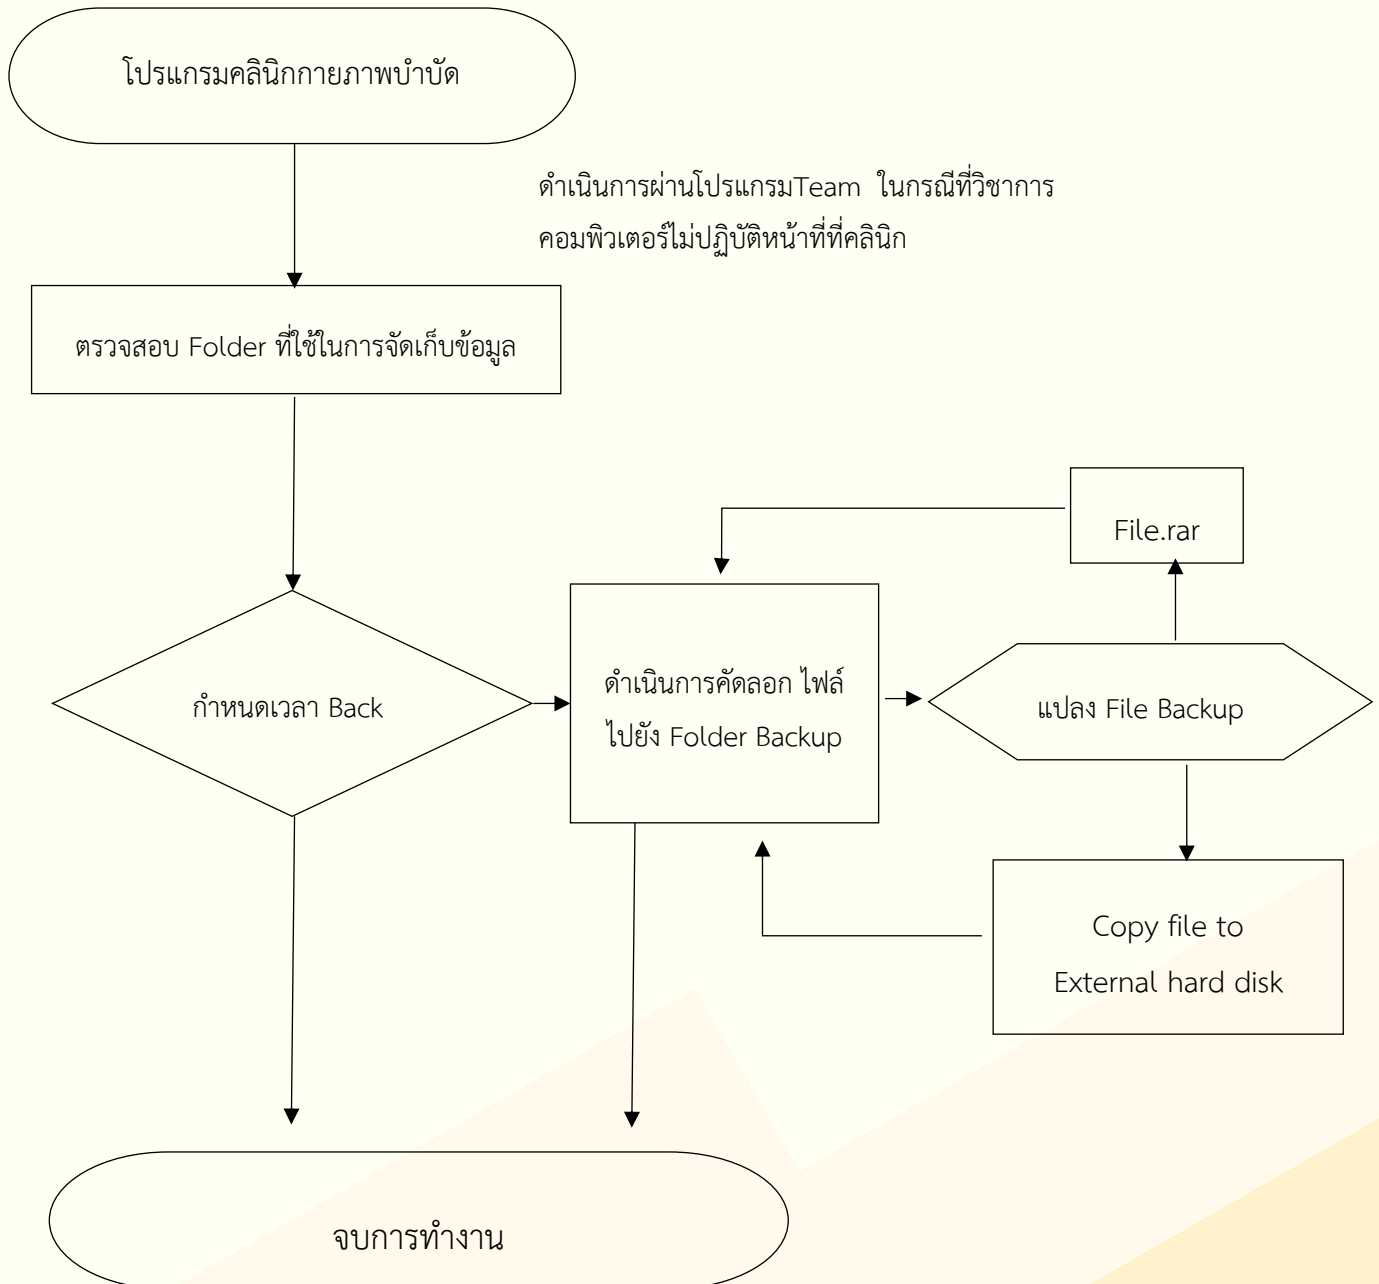 โปรแกรมคลินิกกายภาพบำบัด
ดำเนินการผ่านโปรแกรมTeam ในกรณีที่วิชาการ
คอมพิวเตอร์ไม่ปฏิบัติหน้าที่ที่คลินิก
ตรวจสอบ Folder ที่ใช้ในการจัดเก็บข้อมูล
File.rar
กำหนดเวลา Back
ดำเนินการคัดลอก ไฟล์
ไปยัง Folder Backup
แปลง File Backup
Copy file to
External hard disk
จบการทำงาน